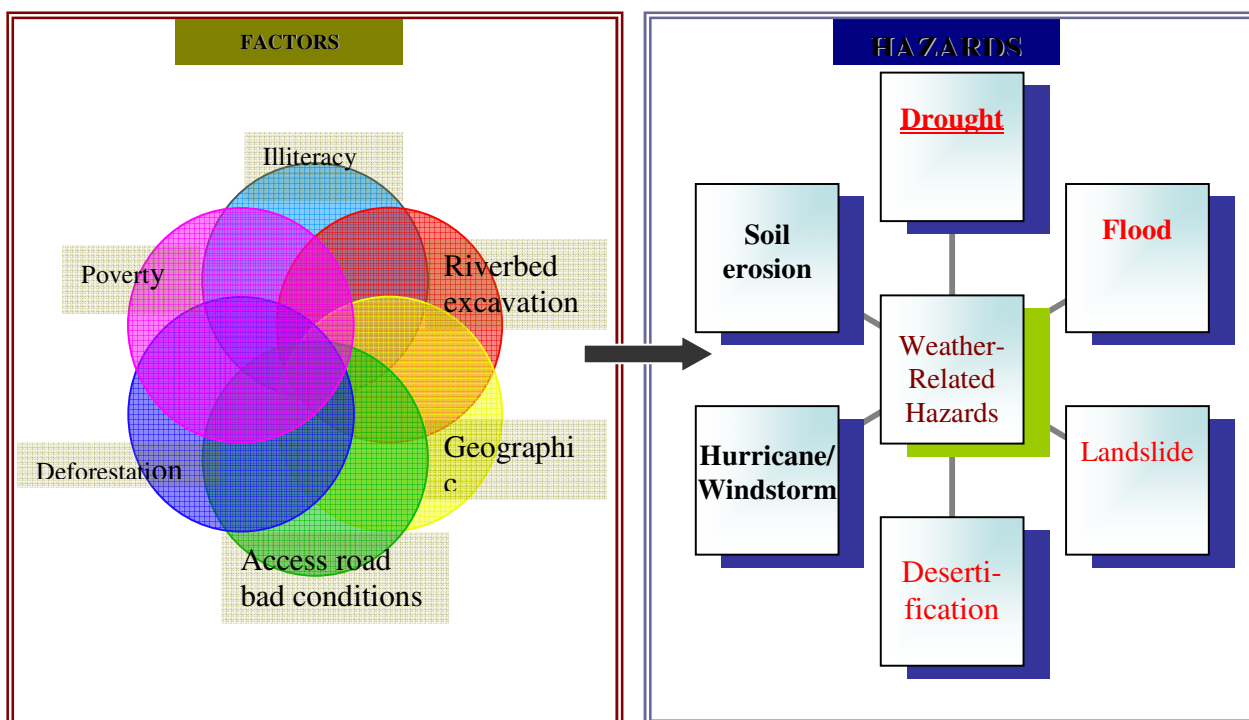 FACTORS
Illiteracy
Poverty
Riverbed
excavation
Geographi
c
Deforestation
Access road
bad conditions
HAZARDS
Drought
Soil
erosion
Flood
Weather-
Related
Hazards
Hurricane/
Windstorm
Landslide
Deserti-
fication